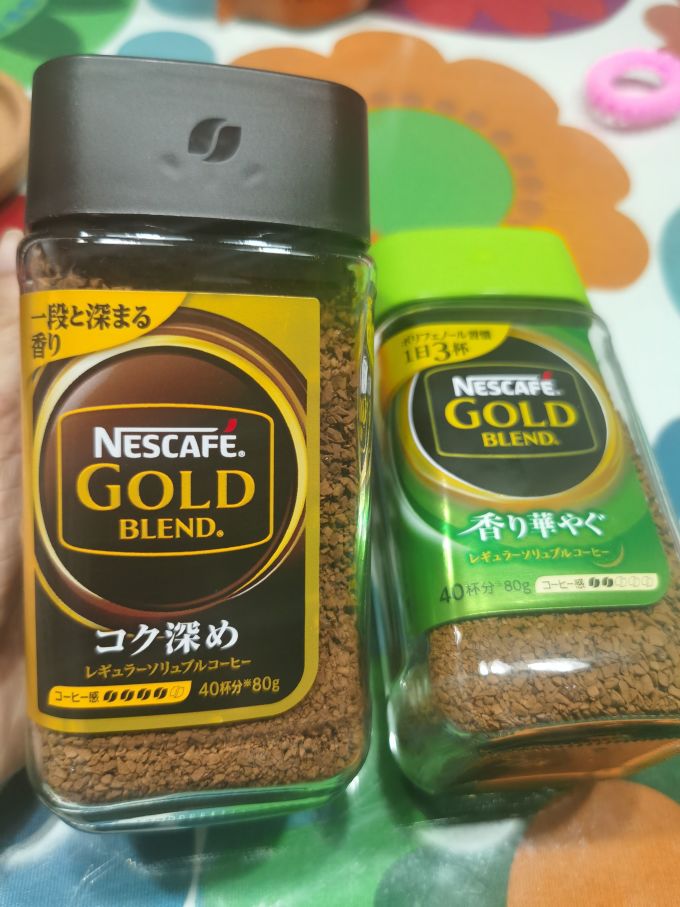 一段と深まる
香り
NESCAFÉ®
GOLD
BLEND®
コク深め
レギュラーソリュブルコーヒー
コーヒー感
40杯分※80g
ポリフェノール習慣
1日3杯
NESCAFÉ®
GOLD
BLEND®
香り華やぐ
レギュラーソリュブルコーヒー
40杯分※80g コーヒー感